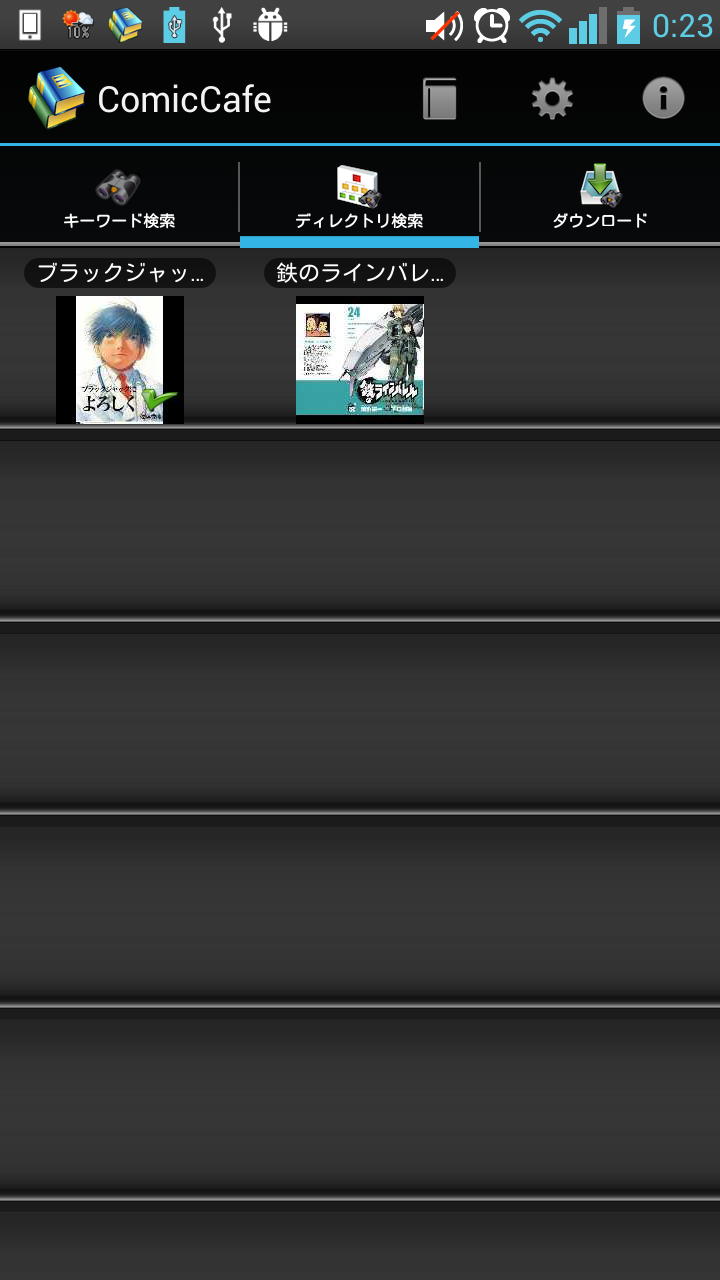 10%
0:23
ComicCafe
キーワード検索
ディレクトリ検索
ダウンロード
ブラックジャッ...
鉄のラインバレ...
ブラックジャックに
よろしく
24
鉄のラインバレル